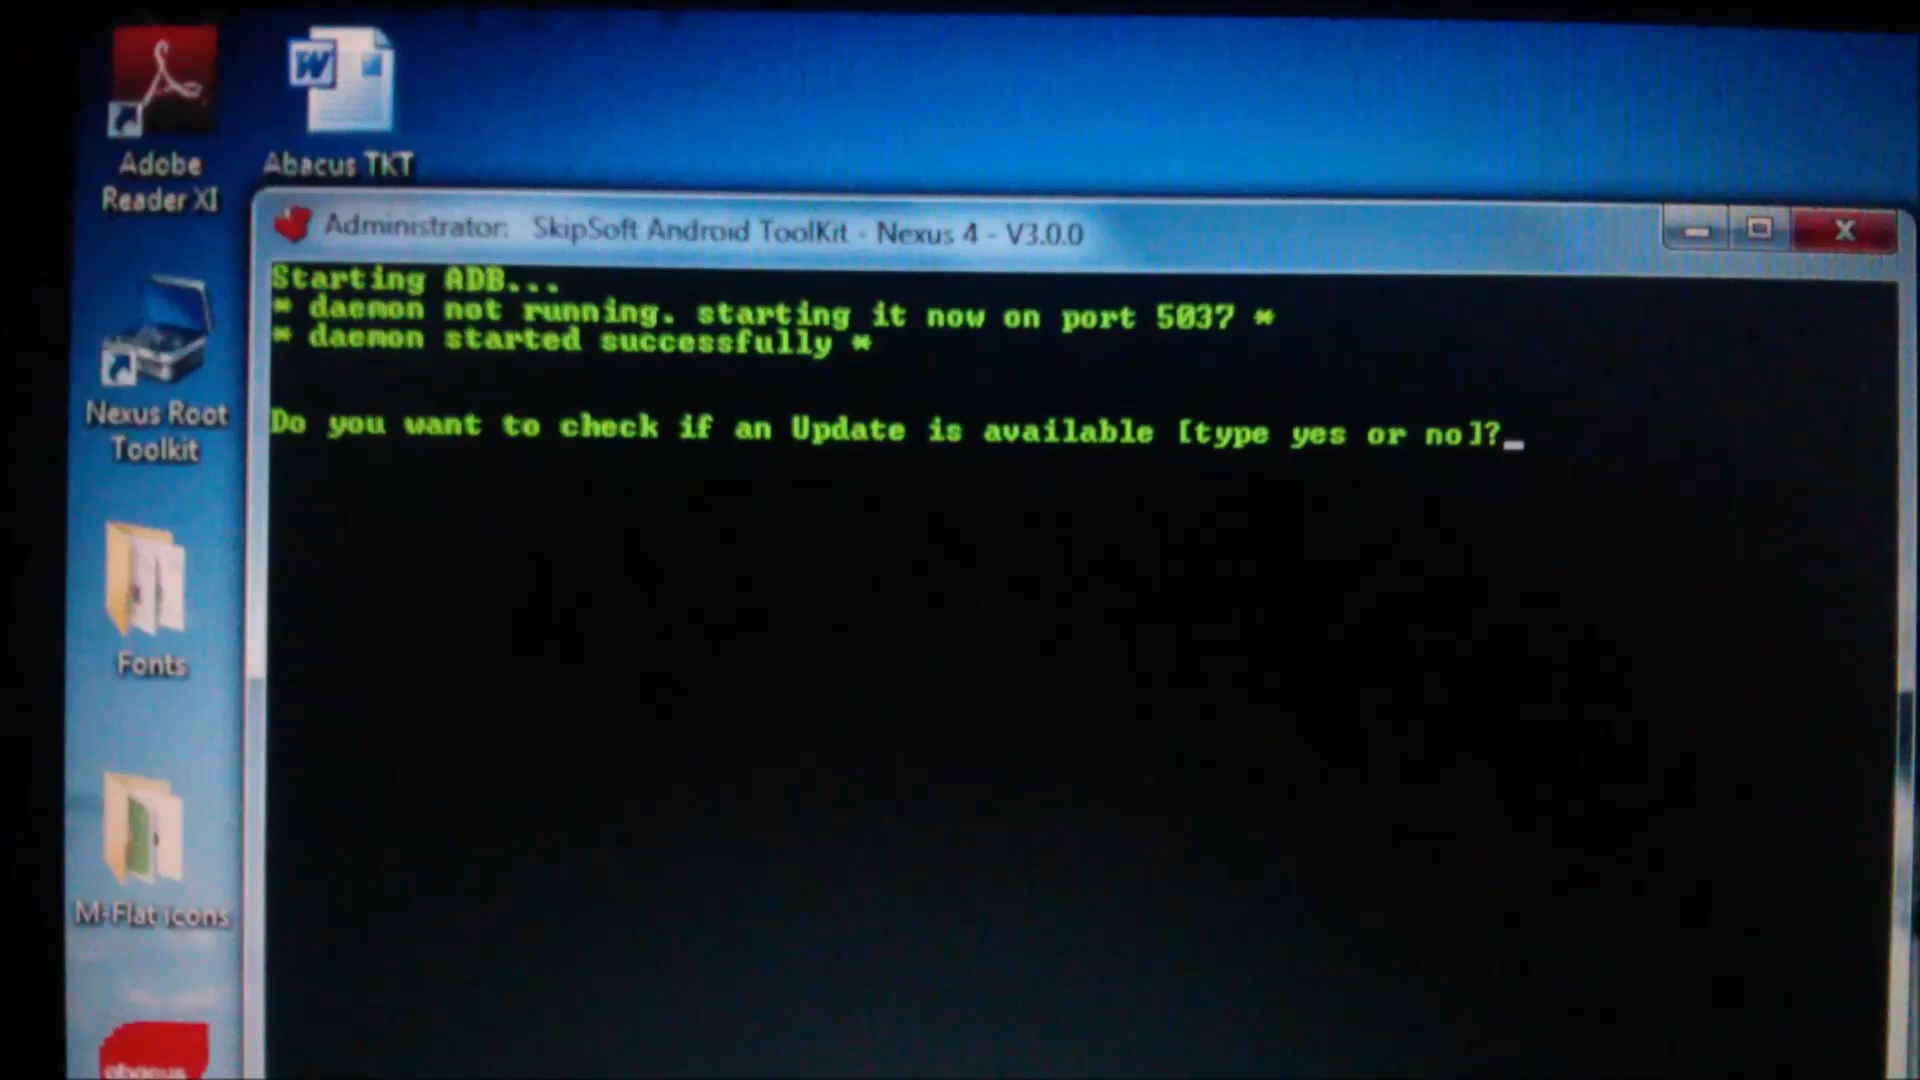 Adobe
Reader XI
Abacus TKT
Administrator: SkipSoft Android ToolKit - Nexus 4 - V3.0.0
Starting ADB...
* daemon not running. starting it now on port 5037 *
* daemon started successfully *
Do you want to check if an Update is available [type yes or no]?
Nexus Root
Toolkit
Fonts
M-Flat icons
abacus